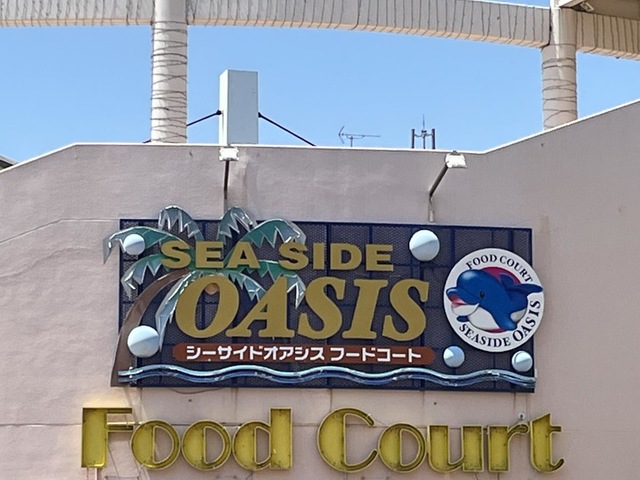 SEA SIDE
OASIS
シーサイドオアシス フードコート
FOOD COURT
SEASIDE OASIS
Food Court